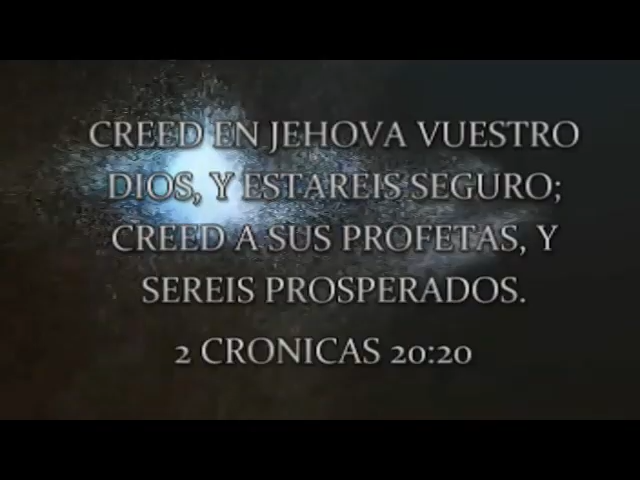 CREED EN JEHOVA VUESTRO
DIOS, Y ESTAREIS SEGURO;
CREED A SUS PROFETAS, Y
SEREIS PROSPERADOS.
2 CRONICAS 20:20